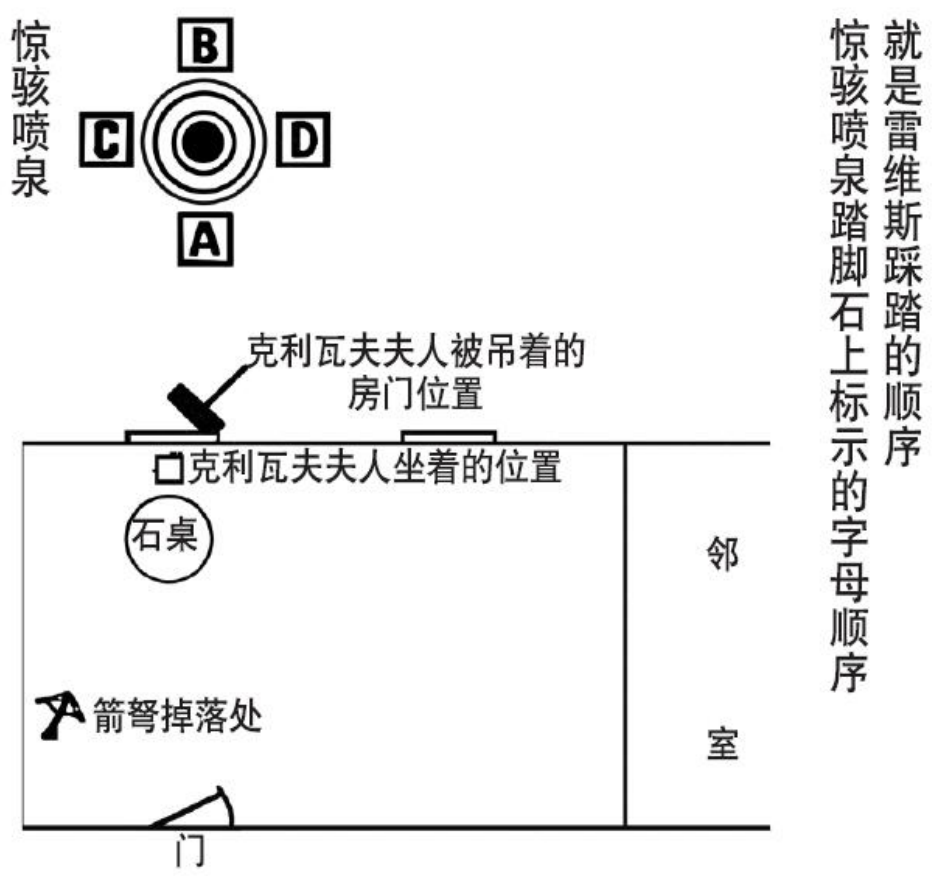 惊骇喷泉踏脚石上标示的字母顺序
就是雷维斯踩踏的顺序
惊骇喷泉
B
C
D
A
克利瓦夫夫人被吊着的
房门位置
克利瓦夫夫人坐着的位置
石桌
邻室
箭弩掉落处
门